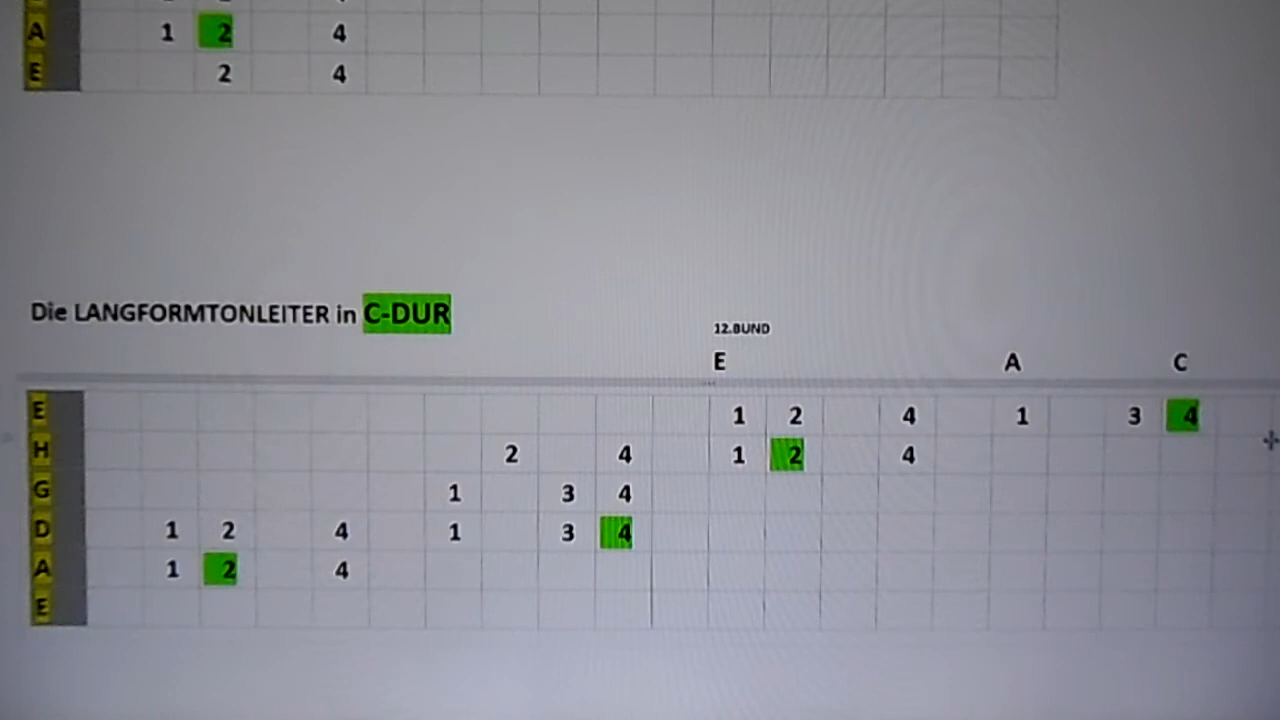 A 1 2 4
E 2 4
Die LANGFORMTONLEITER in C-DUR
12.BUND
E A C
E 1 2 4 1 3 4
H 2 4 1 2 4
G 1 3 4
D 1 2 4 1 3 4
A 1 2 4
E